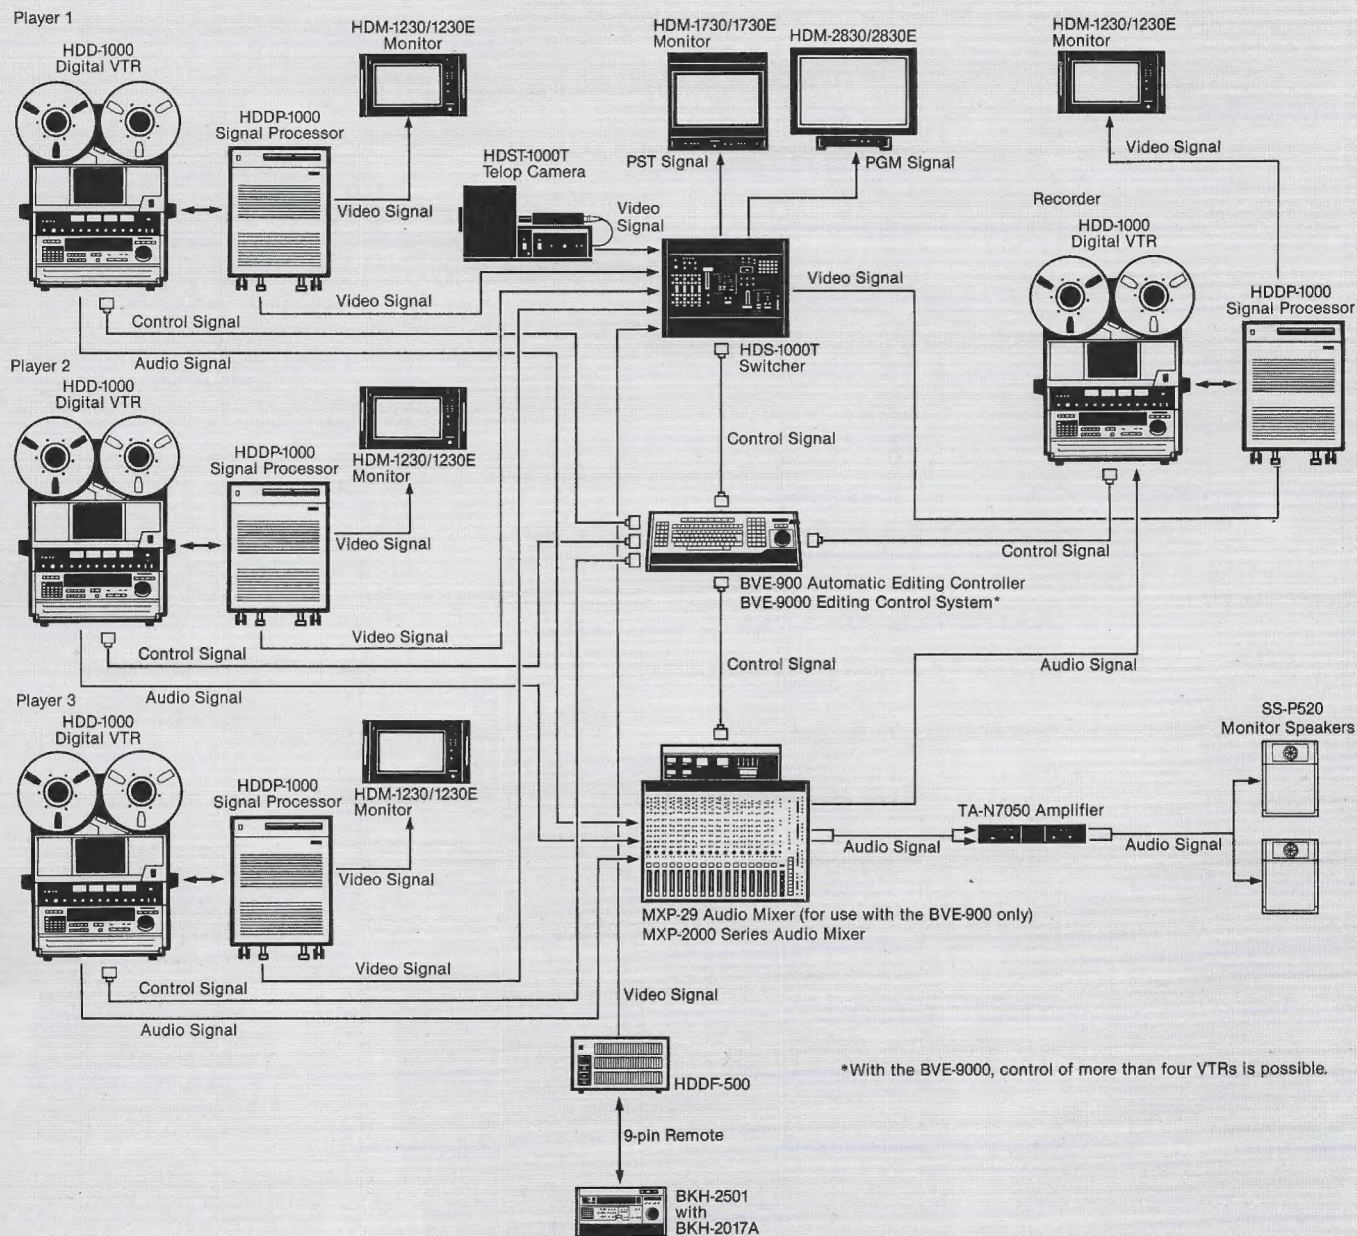 Player 1
HDD-1000
Digital VTR
HDDP-1000
Signal Processor
HDM-1230/1230E
Monitor
Video Signal
HDST-1000T
Telop Camera
Video
Signal
HDM-1730/1730E
Monitor
HDM-2830/2830E
PST Signal
PGM Signal
HDM-1230/1230E
Monitor
Video Signal
Recorder
HDD-1000
Digital VTR
HDDP-1000
Signal Processor
Video Signal
Video Signal
Control Signal
Audio Signal
HDS-1000T
Switcher
Player 2
HDD-1000
Digital VTR
HDDP-1000
Signal Processor
HDM-1230/1230E
Monitor
Video Signal
Control Signal
Control Signal
BVE-900 Automatic Editing Controller
BVE-9000 Editing Control System*
Video Signal
Control Signal
Audio Signal
Control Signal
Audio Signal
Player 3
HDD-1000
Digital VTR
HDDP-1000
Signal Processor
HDM-1230/1230E
Monitor
Video Signal
SS-P520
Monitor Speakers
TA-N7050 Amplifier
Audio Signal
Audio Signal
MXP-29 Audio Mixer (for use with the BVE-900 only)
MXP-2000 Series Audio Mixer
Video Signal
Control Signal
Audio Signal
Video Signal
HDDF-500
*With the BVE-9000, control of more than four VTRs is possible.
9-pin Remote
BKH-2501
with
BKH-2017A